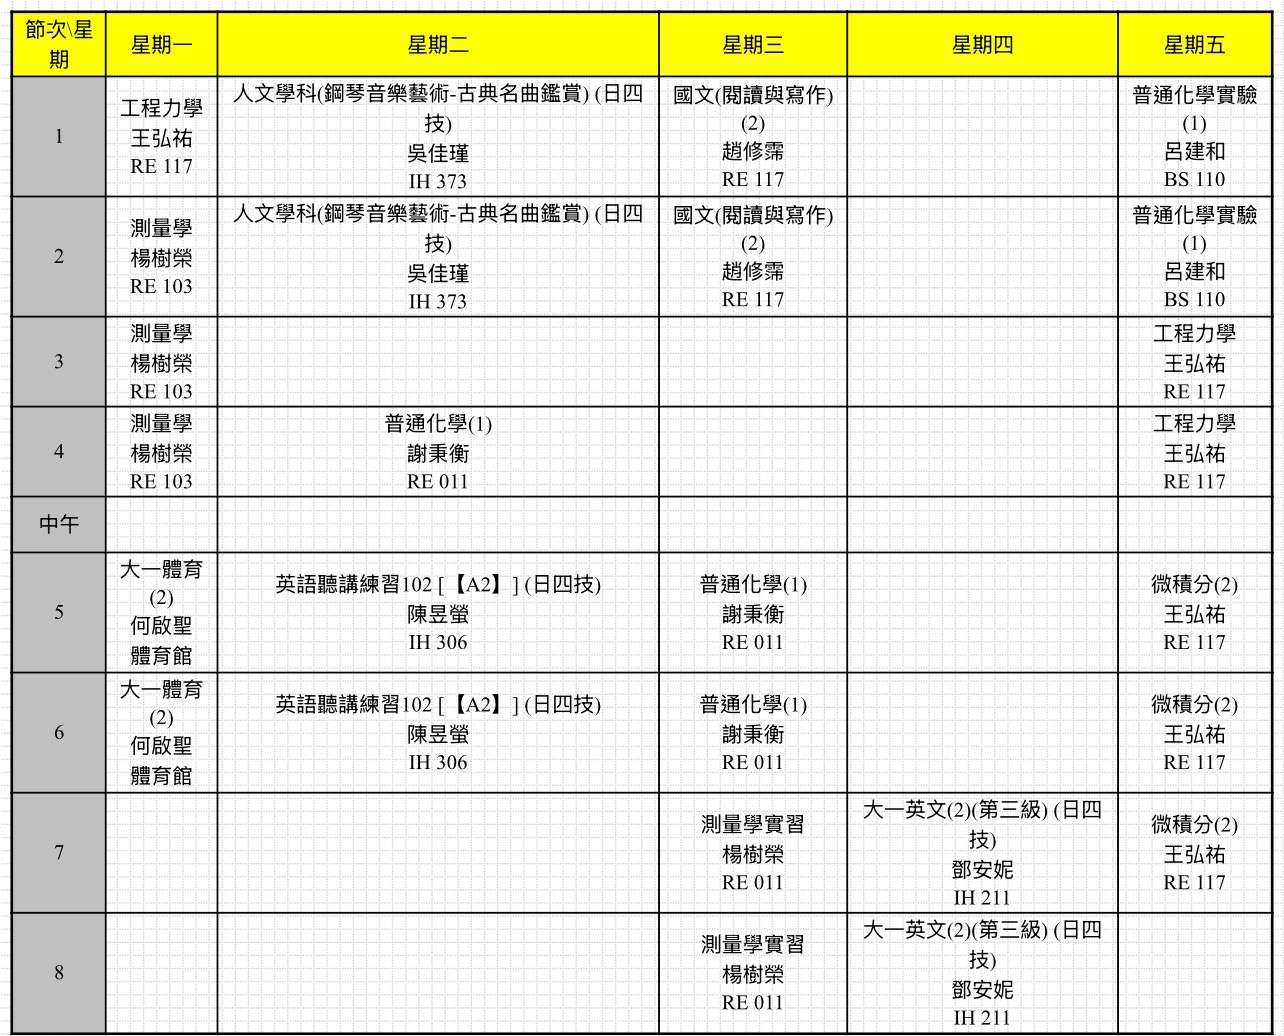 節次\星
期
星期一
星期二
星期三
星期四
星期五
1
工程力學
王弘祐
RE 117
人文學科(鋼琴音樂藝術-古典名曲鑑賞) (日四
技)
吳佳瑾
IH 373
國文(閱讀與寫作)
(2)
趙修霈
RE 117
普通化學實驗
(1)
呂建和
BS 110
2
測量學
楊樹榮
RE 103
人文學科(鋼琴音樂藝術-古典名曲鑑賞) (日四
技)
吳佳瑾
IH 373
國文(閱讀與寫作)
(2)
趙修霈
RE 117
普通化學實驗
(1)
呂建和
BS 110
3
測量學
楊樹榮
RE 103
工程力學
王弘祐
RE 117
4
測量學
楊樹榮
RE 103
普通化學(1)
謝秉衡
RE 011
工程力學
王弘祐
RE 117
中午
5
大一體育
(2)
何啟聖
體育館
英語聽講練習102 [【A2】] (日四技)
陳昱螢
IH 306
普通化學(1)
謝秉衡
RE 011
微積分(2)
王弘祐
RE 117
6
大一體育
(2)
何啟聖
體育館
英語聽講練習102 [【A2】] (日四技)
陳昱螢
IH 306
普通化學(1)
謝秉衡
RE 011
微積分(2)
王弘祐
RE 117
7
測量學實習
楊樹榮
RE 011
大一英文(2)(第三級) (日四
技)
鄧安妮
IH 211
微積分(2)
王弘祐
RE 117
8
測量學實習
楊樹榮
RE 011
大一英文(2)(第三級) (日四
技)
鄧安妮
IH 211